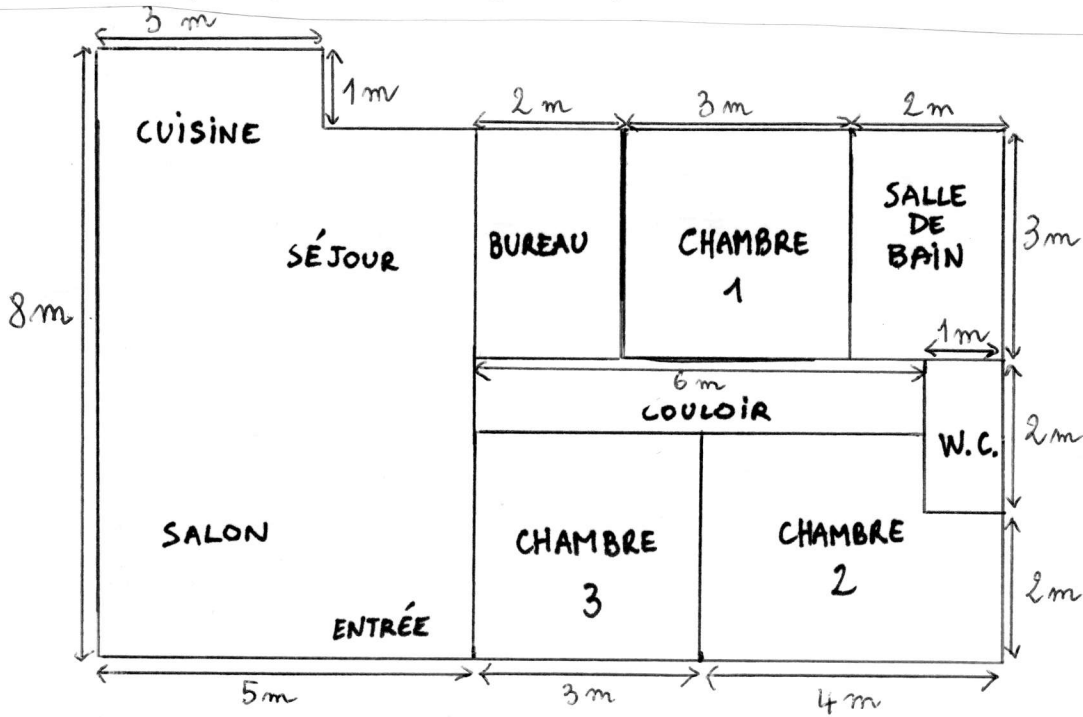 3 m
1 m
2 m
3 m
2 m
CUISINE
SALLE
DE
BAIN
SÉJOUR
BUREAU
CHAMBRE
1
3 m
8 m
1 m
6 m
COULOIR
W.C.
2 m
SALON
CHAMBRE
3
CHAMBRE
2
2 m
ENTRÉE
5 m
3 m
4 m